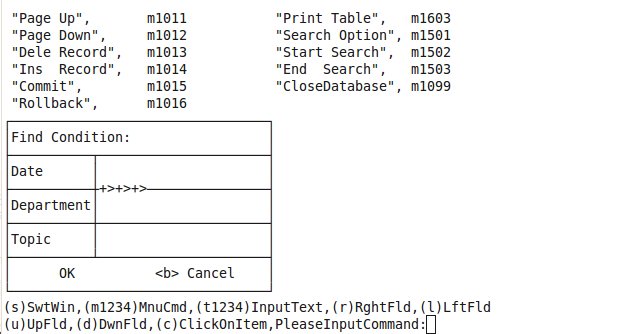 "Page Up",       m1011           "Print Table",   m1603
"Page Down",     m1012           "Search Option", m1501
"Dele Record",   m1013           "Start Search",  m1502
"Ins  Record",   m1014           "End  Search",   m1503
"Commit",        m1015           "CloseDatabase", m1099
"Rollback",      m1016
Find Condition:
Date
+>+>+>
Department
Topic
OK          <b> Cancel
(s)SwtWin,(m1234)MnuCmd,(t1234)InputText,(r)RghtFld,(l)LftFld
(u)UpFld,(d)DwnFld,(c)ClickOnItem,PleaseInputCommand: